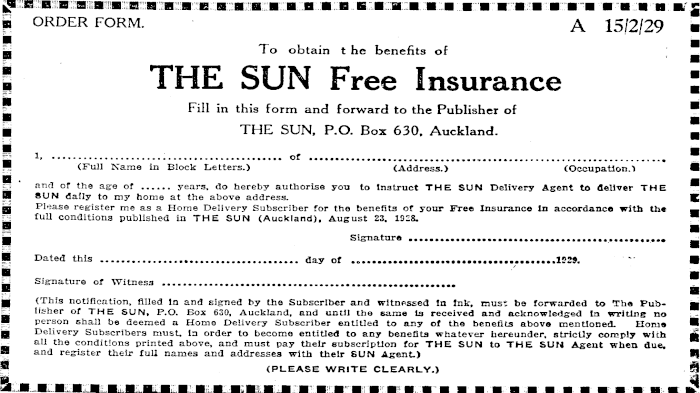 ORDER FORM.
A 15/2/29
To obtain the benefits of
THE SUN Free Insurance
Fill in this form and forward to the Publisher of
THE SUN, P.O. Box 630, Auckland.
1, .......................................... of ................................................................
(Full Name in Block Letters.) (Address.) (Occupation.)
and of the age of ...... years, do hereby authorise you to instruct THE SUN Delivery Agent to deliver THE
SUN daily to my home at the above address.
Please register me as a Home Delivery Subscriber for the benefits of your Free Insurance in accordance with the
full conditions published in THE SUN (Auckland), August 23, 1928.
Signature ................................................
Dated this ...................................... day of ......................................1929.
Signature of Witness ........................................................
(This notification, filled in and signed by the Subscriber and witnessed in ink, must be forwarded to The Pub-
lisher of THE SUN, P.O. Box 630, Auckland, and until the same is received and acknowledged in writing no
person shall be deemed a Home Delivery Subscriber entitled to any of the benefits above mentioned. Home
Delivery Subscribers must, in order to become entitled to any benefits whatever hereunder, strictly comply with
all the conditions printed above, and must pay their subscription for THE SUN to THE SUN Agent when due,
and register their full names and addresses with their SUN Agent.)
(PLEASE WRITE CLEARLY.)